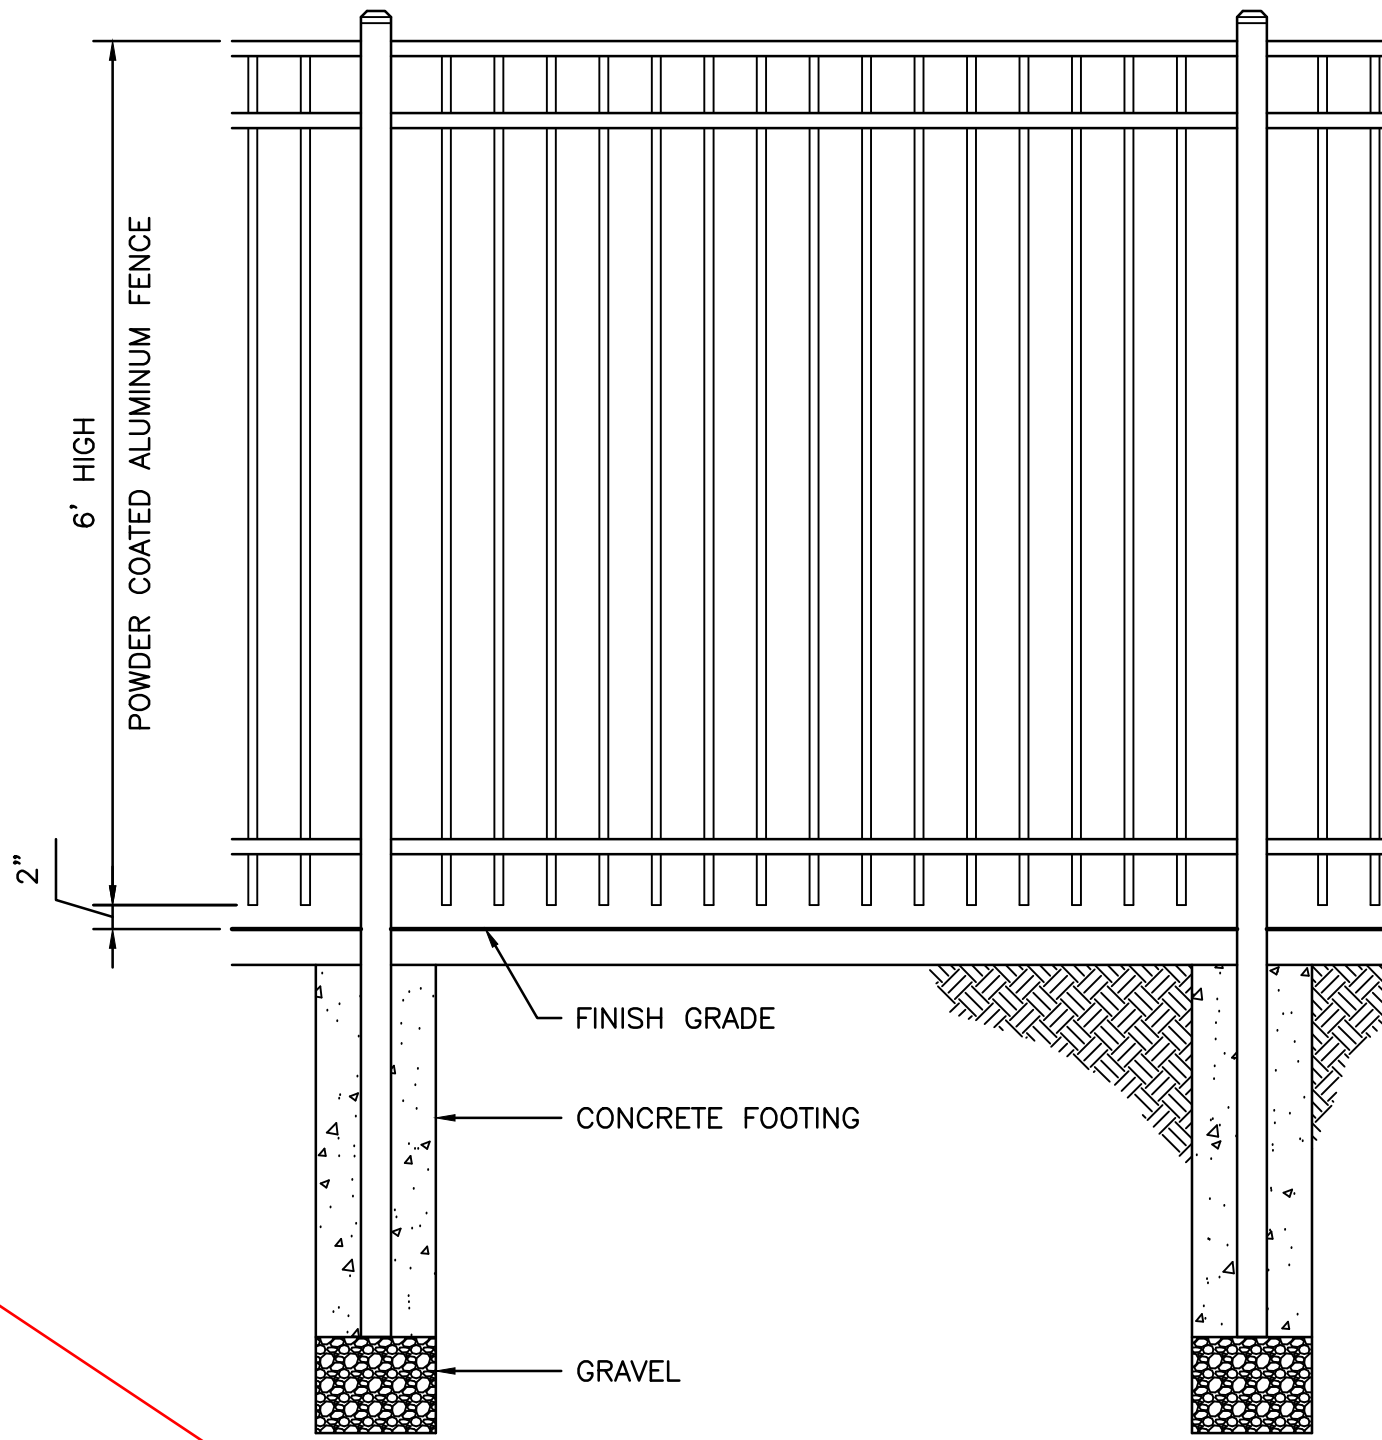 6' HIGH
POWDER COATED ALUMINUM FENCE
2"
FINISH GRADE
CONCRETE FOOTING
GRAVEL